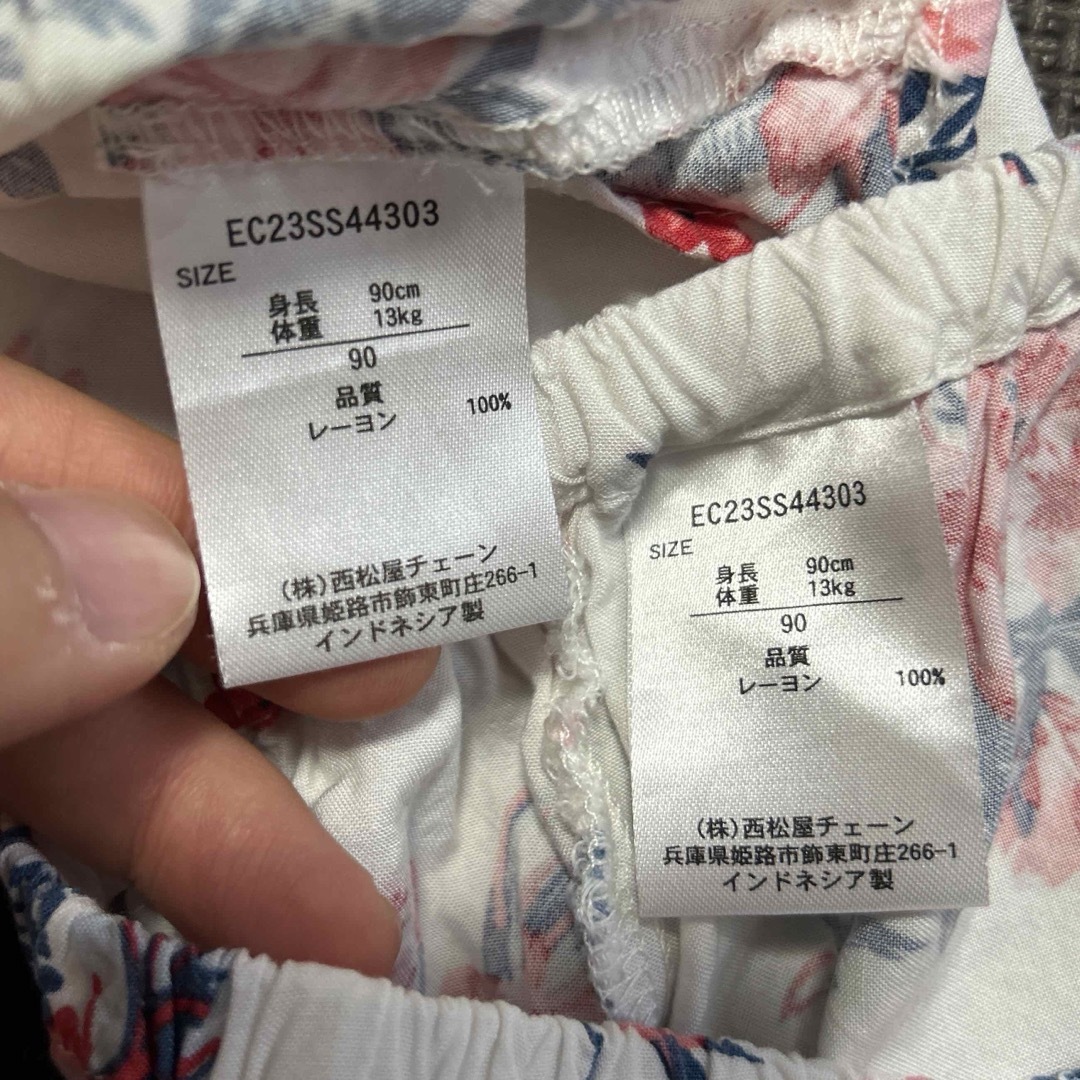 EC23SS44303
SIZE
身長 90cm
体重 13kg
90
品質
レーヨン 100%
(株)西松屋チェーン
兵庫県姫路市飾東町庄266-1
インドネシア製
EC23SS44303
SIZE
身長 90cm
体重 13kg
90
品質
レーヨン 100%
(株)西松屋チェーン
兵庫県姫路市飾東町庄266-1
インドネシア製